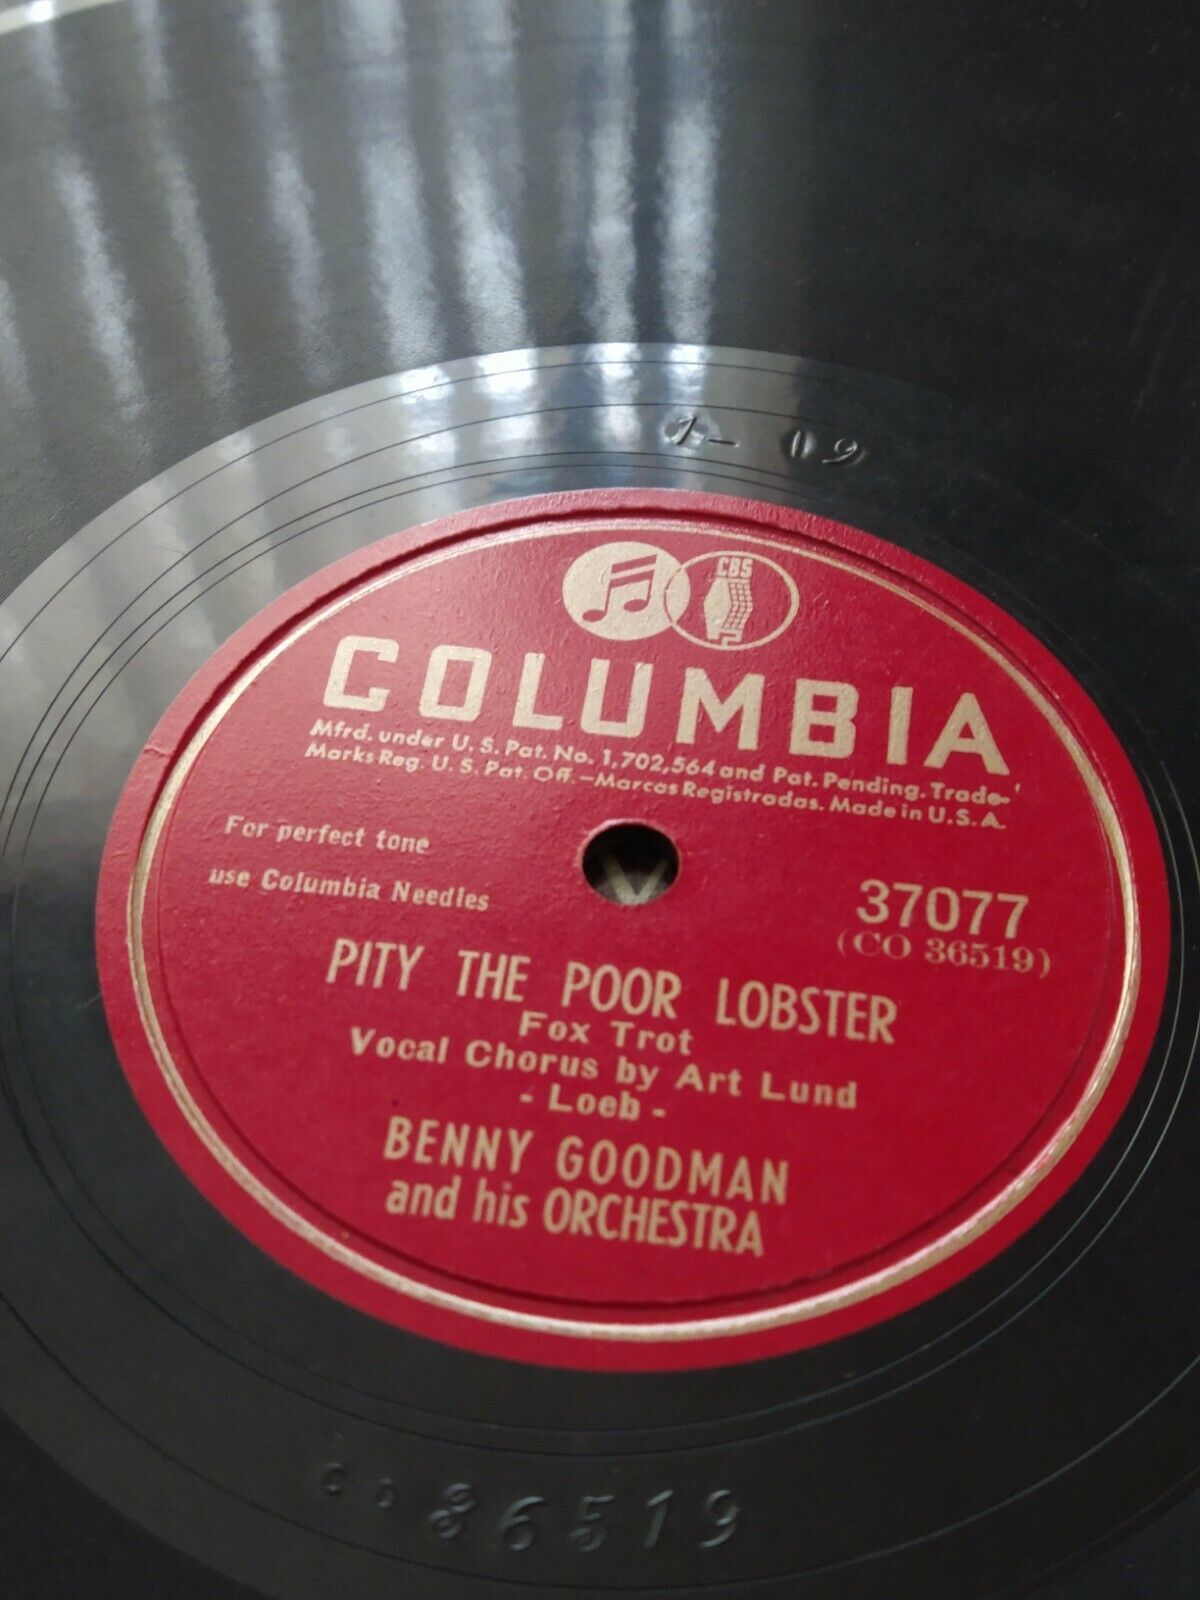 1- 19
CBS
COLUMBIA
Mfrd. under U. S. Pat. No. 1,702,564 and Pat. Pending. Trade-
Marks Reg. U. S. Pat. Off.—Marcas Registradas. Made in U.S.A.
For perfect tone
use Columbia Needles
37077
(CO 36519)
PITY THE POOR LOBSTER
Fox Trot
Vocal Chorus by Art Lund
- Loeb -
BENNY GOODMAN
and his ORCHESTRA
CO 36519